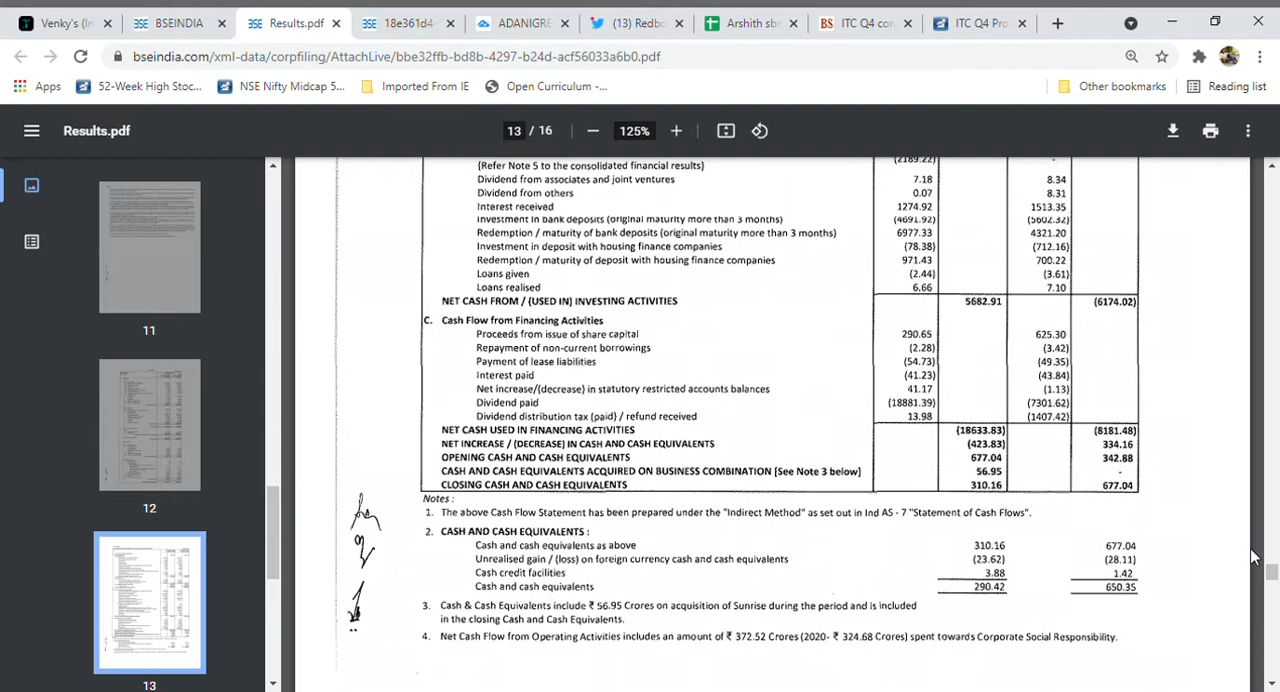 Venky's (In
BSEINDIA
Results.pdf
18e361d4-
ADANIGRE
(13) Redbo
Arshith sbe
BS ITC Q4 con
ITC Q4 Pro
bseindia.com/xml-data/corpfiling/AttachLive/bbe32ffb-bd8b-4297-b24d-acf56033a6b0.pdf
Apps 52-Week High Stoc... NSE Nifty Midcap 5... Imported From IE Open Curriculum -... Other bookmarks Reading list
Results.pdf 13 / 16 125%
11
12
13
(2189.22) -
(Refer Note 5 to the consolidated financial results)
Dividend from associates and joint ventures 7.18 8.34
Dividend from others 0.07 8.31
Interest received 1274.92 1513.35
Investment in bank deposits (original maturity more than 3 months) (4691.92) (5602.32)
Redemption / maturity of bank deposits (original maturity more than 3 months) 6977.33 4321.20
Investment in deposit with housing finance companies (78.38) (712.16)
Redemption / maturity of deposit with housing finance companies 971.43 700.22
Loans given (2.44) (3.61)
Loans realised 6.66 7.10
NET CASH FROM / (USED IN) INVESTING ACTIVITIES 5682.91 (6174.02)
C. Cash Flow from Financing Activities
Proceeds from issue of share capital 290.65 625.30
Repayment of non-current borrowings (2.28) (3.42)
Payment of lease liabilities (54.73) (49.35)
Interest paid (41.23) (43.84)
Net increase/(decrease) in statutory restricted accounts balances 41.17 (1.13)
Dividend paid (18881.39) (7301.62)
Dividend distribution tax (paid) / refund received 13.98 (1407.42)
NET CASH USED IN FINANCING ACTIVITIES (18633.83) (8181.48)
NET INCREASE / (DECREASE) IN CASH AND CASH EQUIVALENTS (423.83) 334.16
OPENING CASH AND CASH EQUIVALENTS 677.04 342.88
CASH AND CASH EQUIVALENTS ACQUIRED ON BUSINESS COMBINATION [See Note 3 below] 56.95 -
CLOSING CASH AND CASH EQUIVALENTS 310.16 677.04
Notes :
1. The above Cash Flow Statement has been prepared under the "Indirect Method" as set out in Ind AS - 7 "Statement of Cash Flows".
2. CASH AND CASH EQUIVALENTS :
Cash and cash equivalents as above 310.16 677.04
Unrealised gain / (loss) on foreign currency cash and cash equivalents (23.62) (28.11)
Cash credit facilities 3.88 1.42
Cash and cash equivalents 290.42 650.35
3. Cash & Cash Equivalents include ₹ 56.95 Crores on acquisition of Sunrise during the period and is included
in the closing Cash and Cash Equivalents.
4. Net Cash Flow from Operating Activities includes an amount of ₹ 372.52 Crores (2020- ₹ 324.68 Crores) spent towards Corporate Social Responsibility.